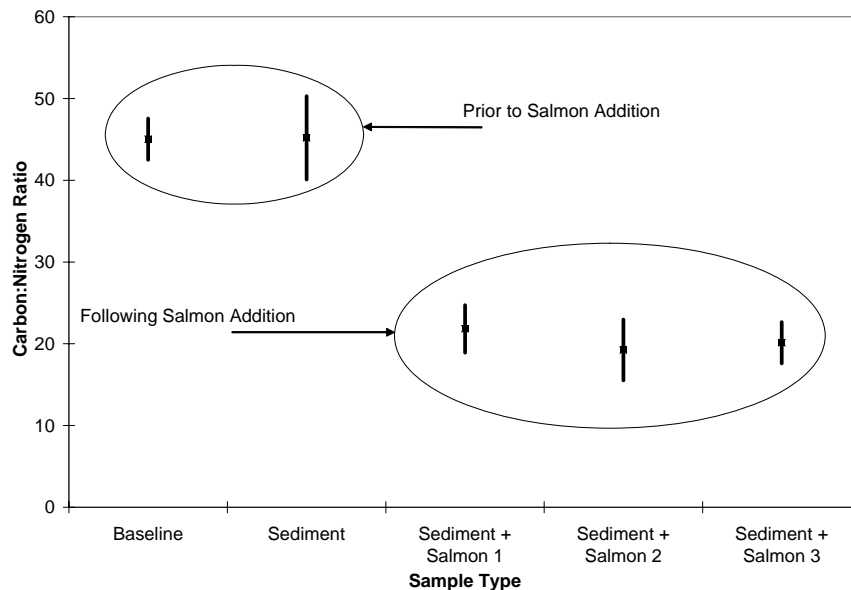 60
50
40
30
20
10
0
Carbon:Nitrogen Ratio
Prior to Salmon Addition
Following Salmon Addition
Baseline
Sediment
Sediment +
Salmon 1
Sediment +
Salmon 2
Sediment +
Salmon 3
Sample Type